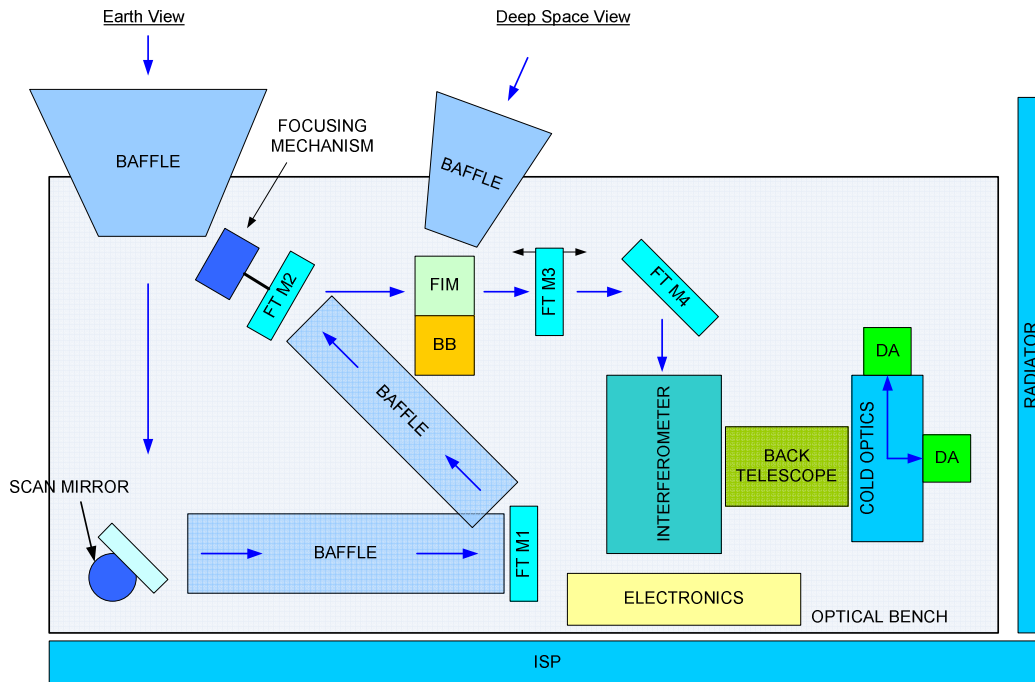 Earth View
Deep Space View
FOCUSING
MECHANISM
BAFFLE
BAFFLE
FT M2
FIM
BB
FT M3
FT M4
BAFFLE
DA
DA
RADIATOR
INTERFEROMETER
BACK
TELESCOPE
COLD OPTICS
SCAN MIRROR
BAFFLE
FT M1
ELECTRONICS
OPTICAL BENCH
ISP